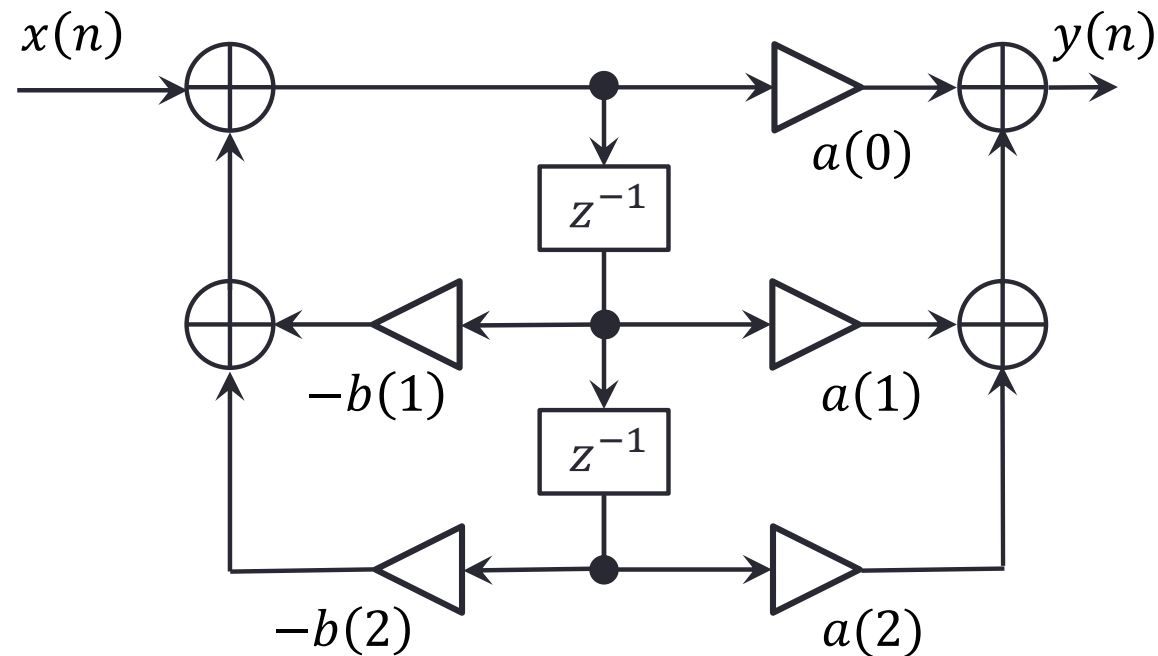 x(n)
y(n)
a(0)
z⁻¹
−b(1)
a(1)
z⁻¹
−b(2)
a(2)